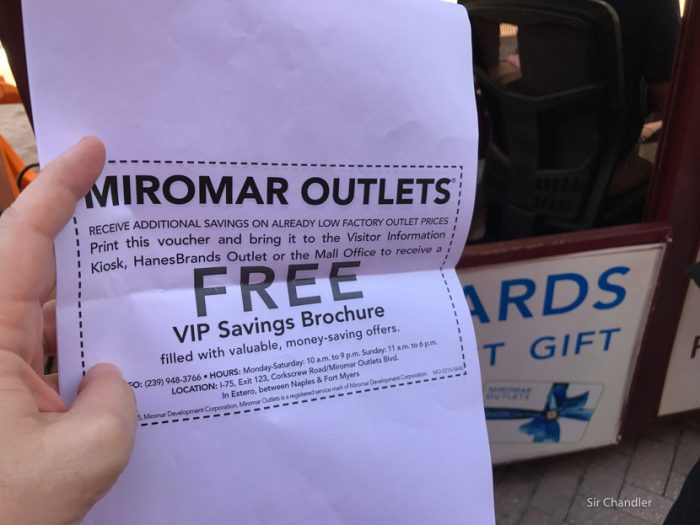 MIROMAR OUTLETS®
RECEIVE ADDITIONAL SAVINGS ON ALREADY LOW FACTORY OUTLET PRICES
Print this voucher and bring it to the Visitor Information
Kiosk, HanesBrands Outlet or the Mall Office to receive a
FREE
VIP Savings Brochure
filled with valuable, money-saving offers.
(239) 948-3766 • HOURS: Monday-Saturday: 10 a.m. to 9 p.m. Sunday: 11 a.m. to 6 p.m.
LOCATION: I-75, Exit 123, Corkscrew Road/Miromar Outlets Blvd.
In Estero, between Naples & Fort Myers
Miromar Development Corporation. Miromar Outlets is a registered service mark of Miromar Development Corporation.
ARDS
T GIFT
MIROMAR
OUTLETS
Sir Chandler